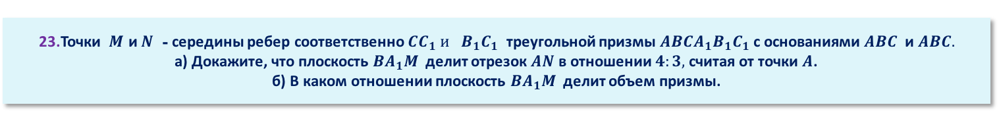 23.Точки M и N - середины ребер соответственно CC₁ и B₁C₁ треугольной призмы ABCA₁B₁C₁ с основаниями ABC и ABC.
а) Докажите, что плоскость BA₁M делит отрезок AN в отношении 4:3, считая от точки A.
б) В каком отношении плоскость BA₁M делит объем призмы.